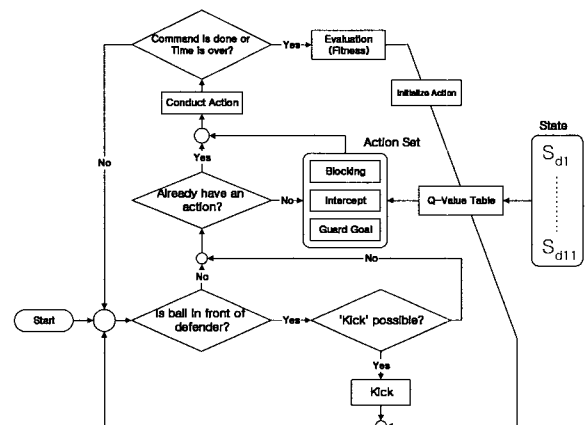 Command is done or
Time is over?
Yes
Evaluation
(Fitness)
Initialize Action
Conduct Action
Action Set
State
No
Yes
Blocking
Sd1
Already have an
action?
No
Intercept
Q-Value Table
Guard Goal
Sd11
No
No
Start
Is ball in front of
defender?
Yes
'Kick' possible?
Yes
Kick